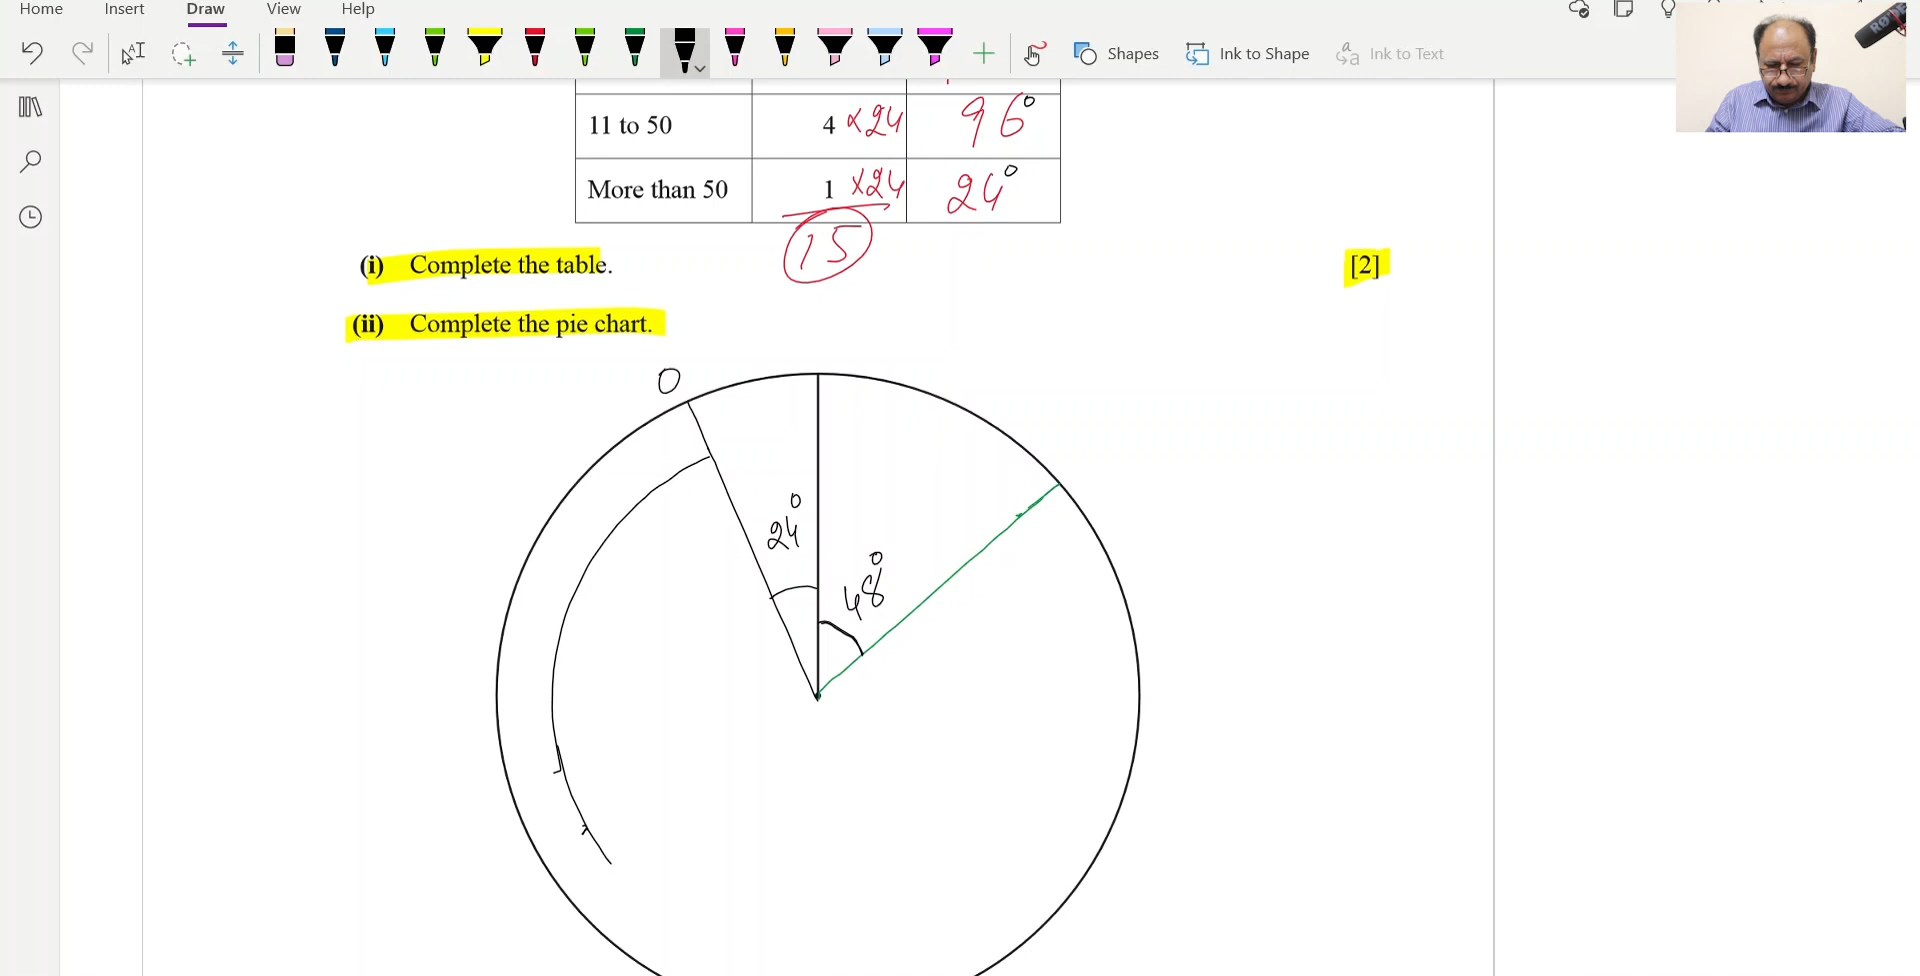 Home Insert Draw View Help
Shapes Ink to Shape Ink to Text
11 to 50 4 ×24 96°
More than 50 1 ×24 24°
15
(i) Complete the table. [2]
(ii) Complete the pie chart.
0
24°
48°